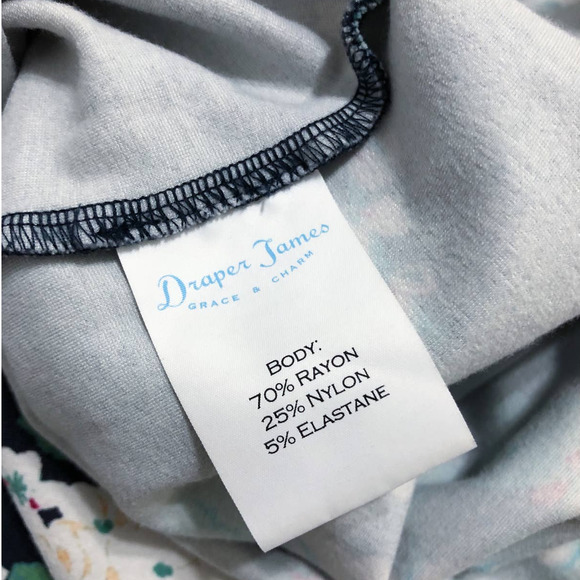 Draper James
GRACE & CHARM
BODY:
70% RAYON
25% NYLON
5% ELASTANE